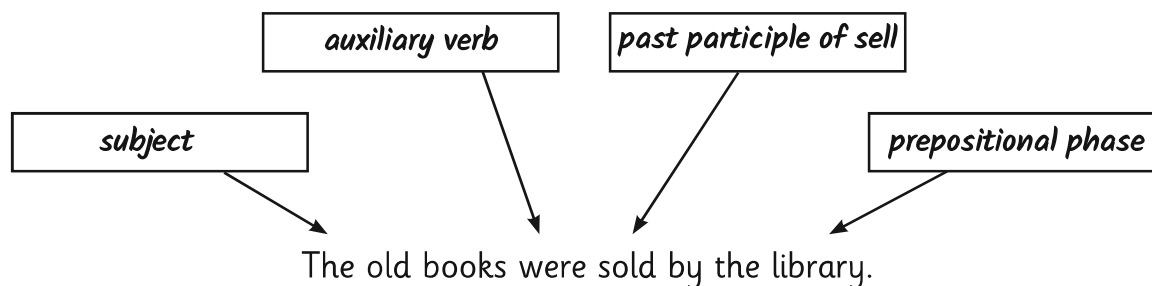 auxiliary verb
past participle of sell
subject
prepositional phase
The old books were sold by the library.